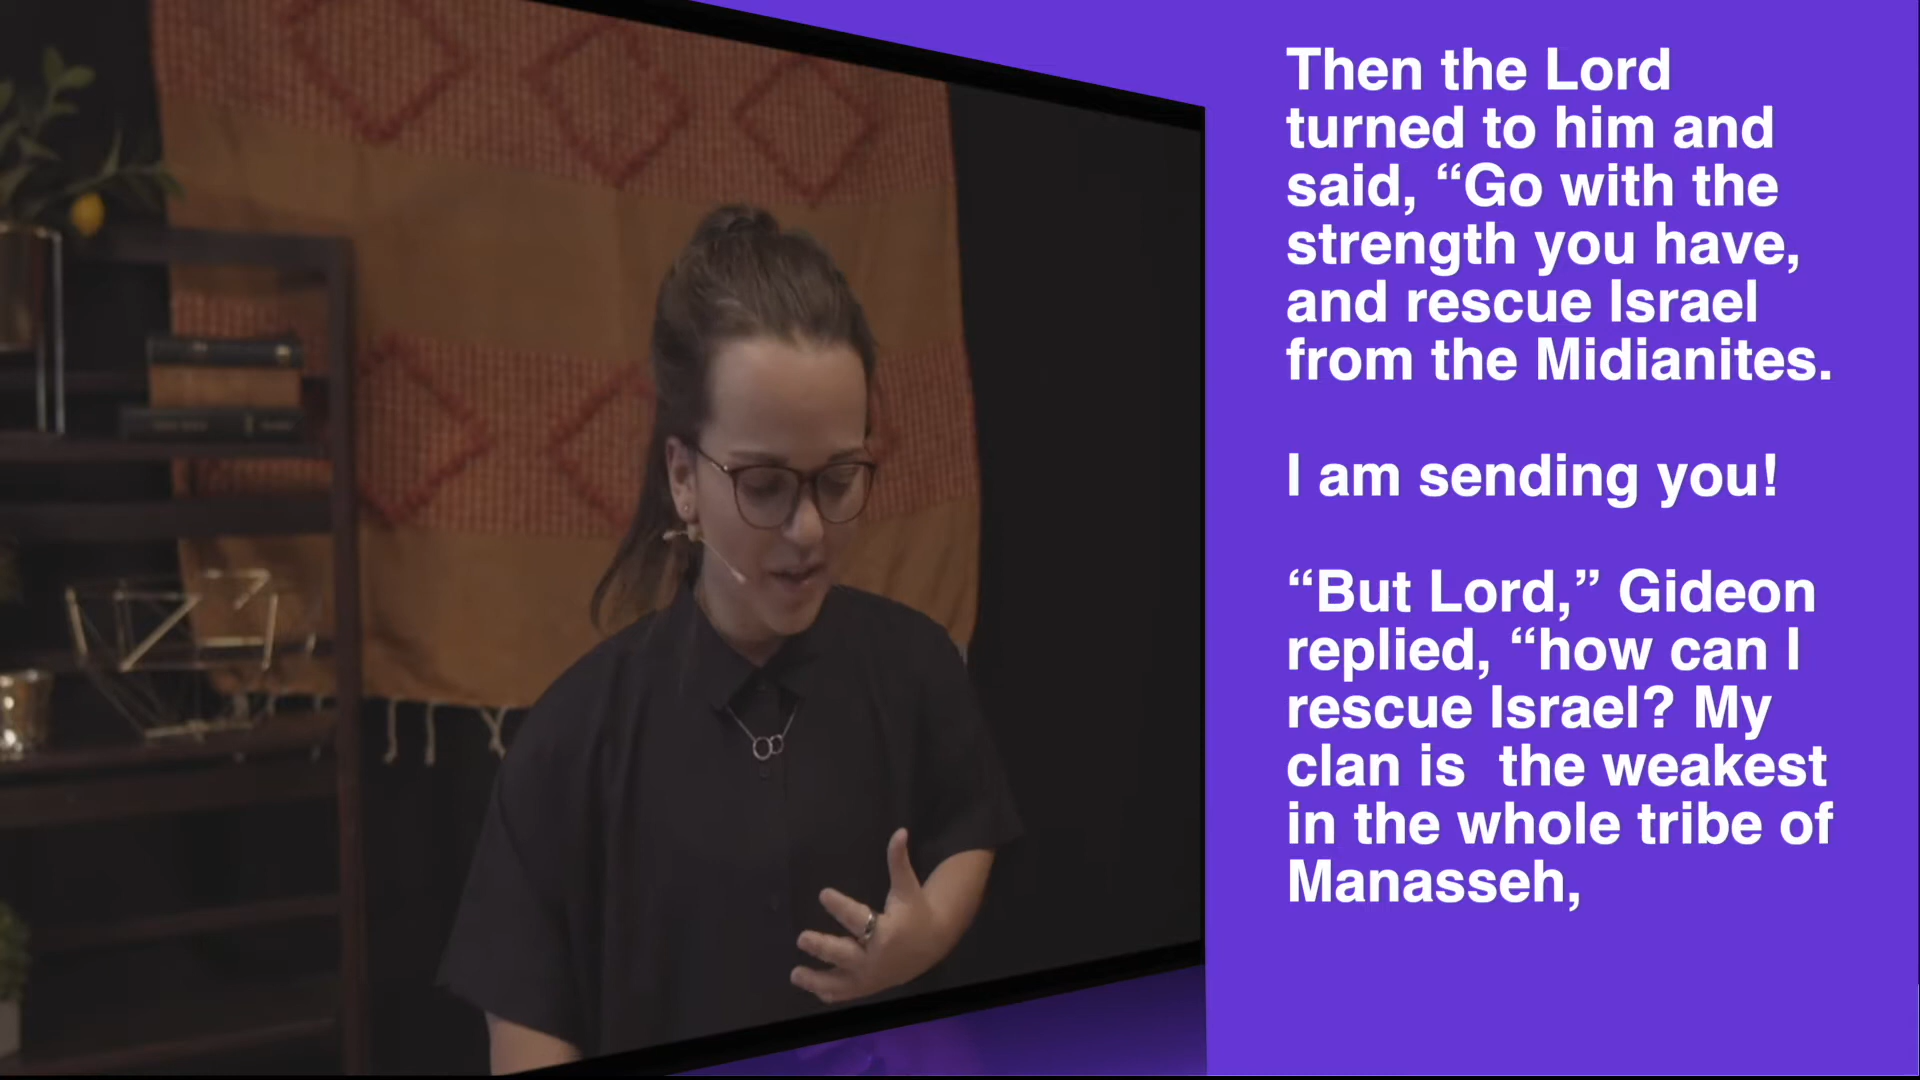 Then the Lord
turned to him and
said, “Go with the
strength you have,
and rescue Israel
from the Midianites.
I am sending you!
“But Lord,” Gideon
replied, “how can I
rescue Israel? My
clan is  the weakest
in the whole tribe of
Manasseh,